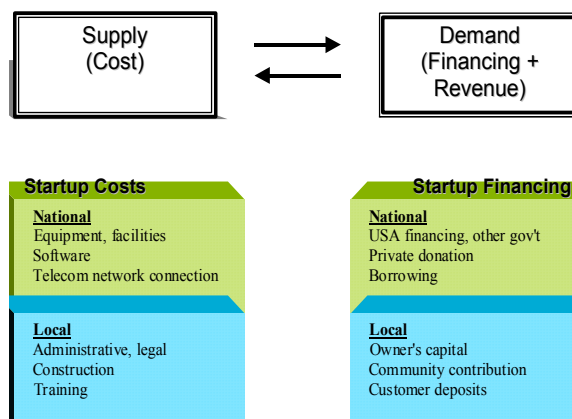 Supply
(Cost)
Demand
(Financing +
Revenue)
Startup Costs
National
Equipment, facilities
Software
Telecom network connection
Local
Administrative, legal
Construction
Training
Startup Financing
National
USA financing, other gov't
Private donation
Borrowing
Local
Owner's capital
Community contribution
Customer deposits